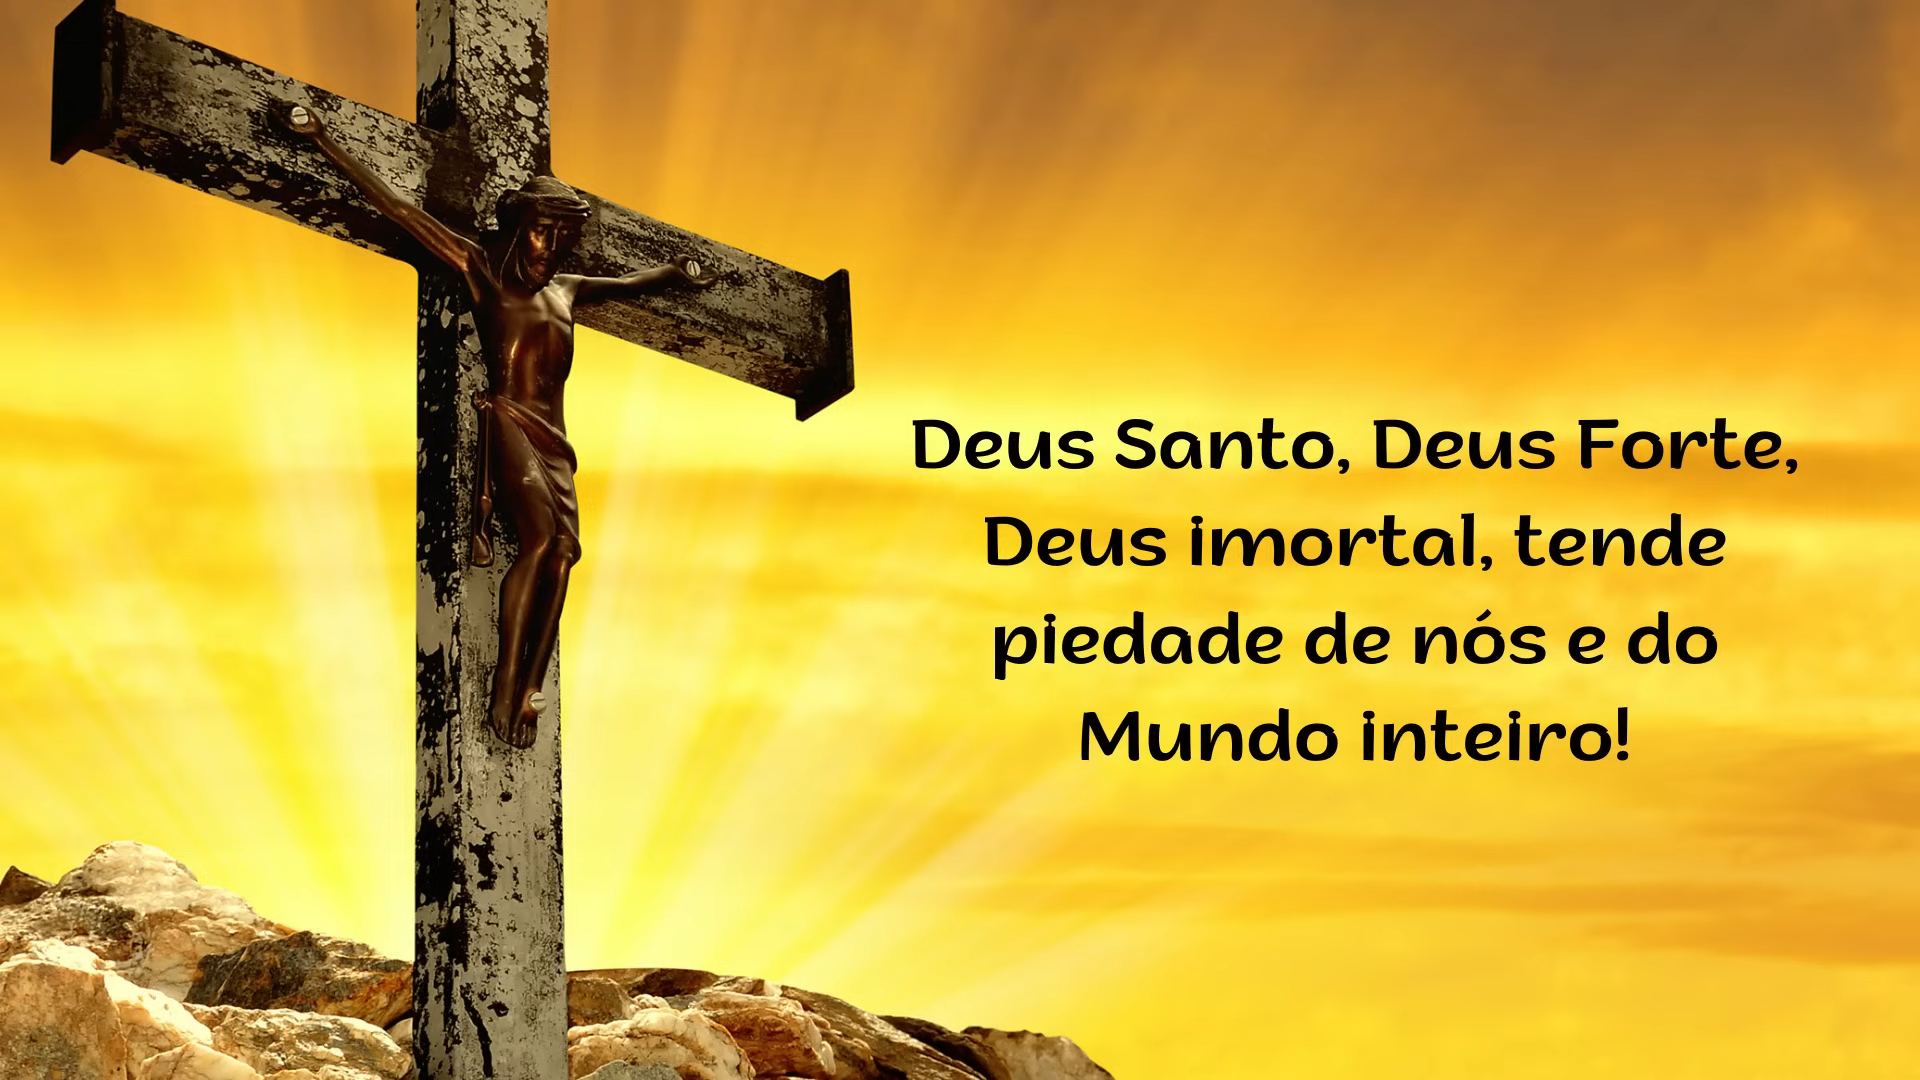 Deus Santo, Deus Forte,
Deus imortal, tende
piedade de nós e do
Mundo inteiro!